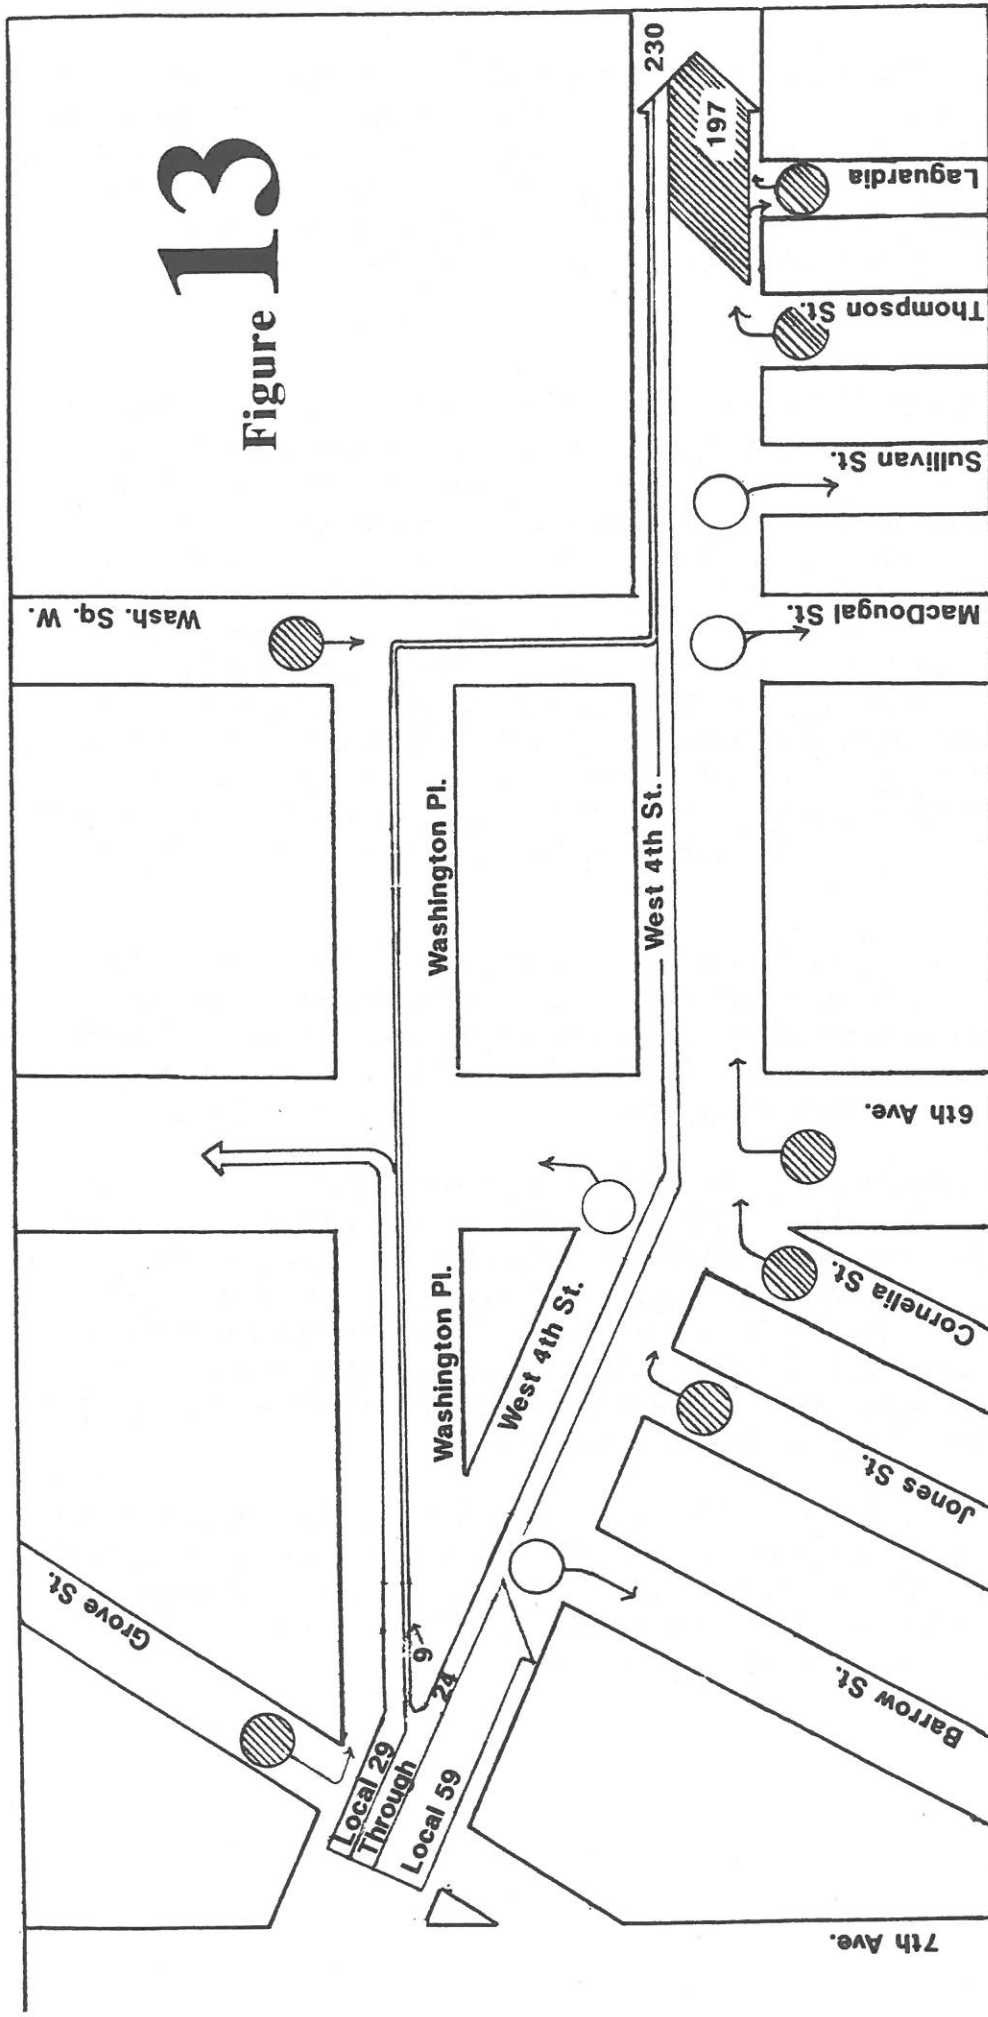 Figure 13
230
197
Wash. Sq. W.
Washington Pl.
West 4th St.
Washington Pl.
West 4th St.
Grove St.
Local 29
Through
Local 59
9
24
7th Ave.
Barrow St.
Jones St.
Cornelia St.
6th Ave.
MacDougal St.
Sullivan St.
Thompson St.
Laguardia